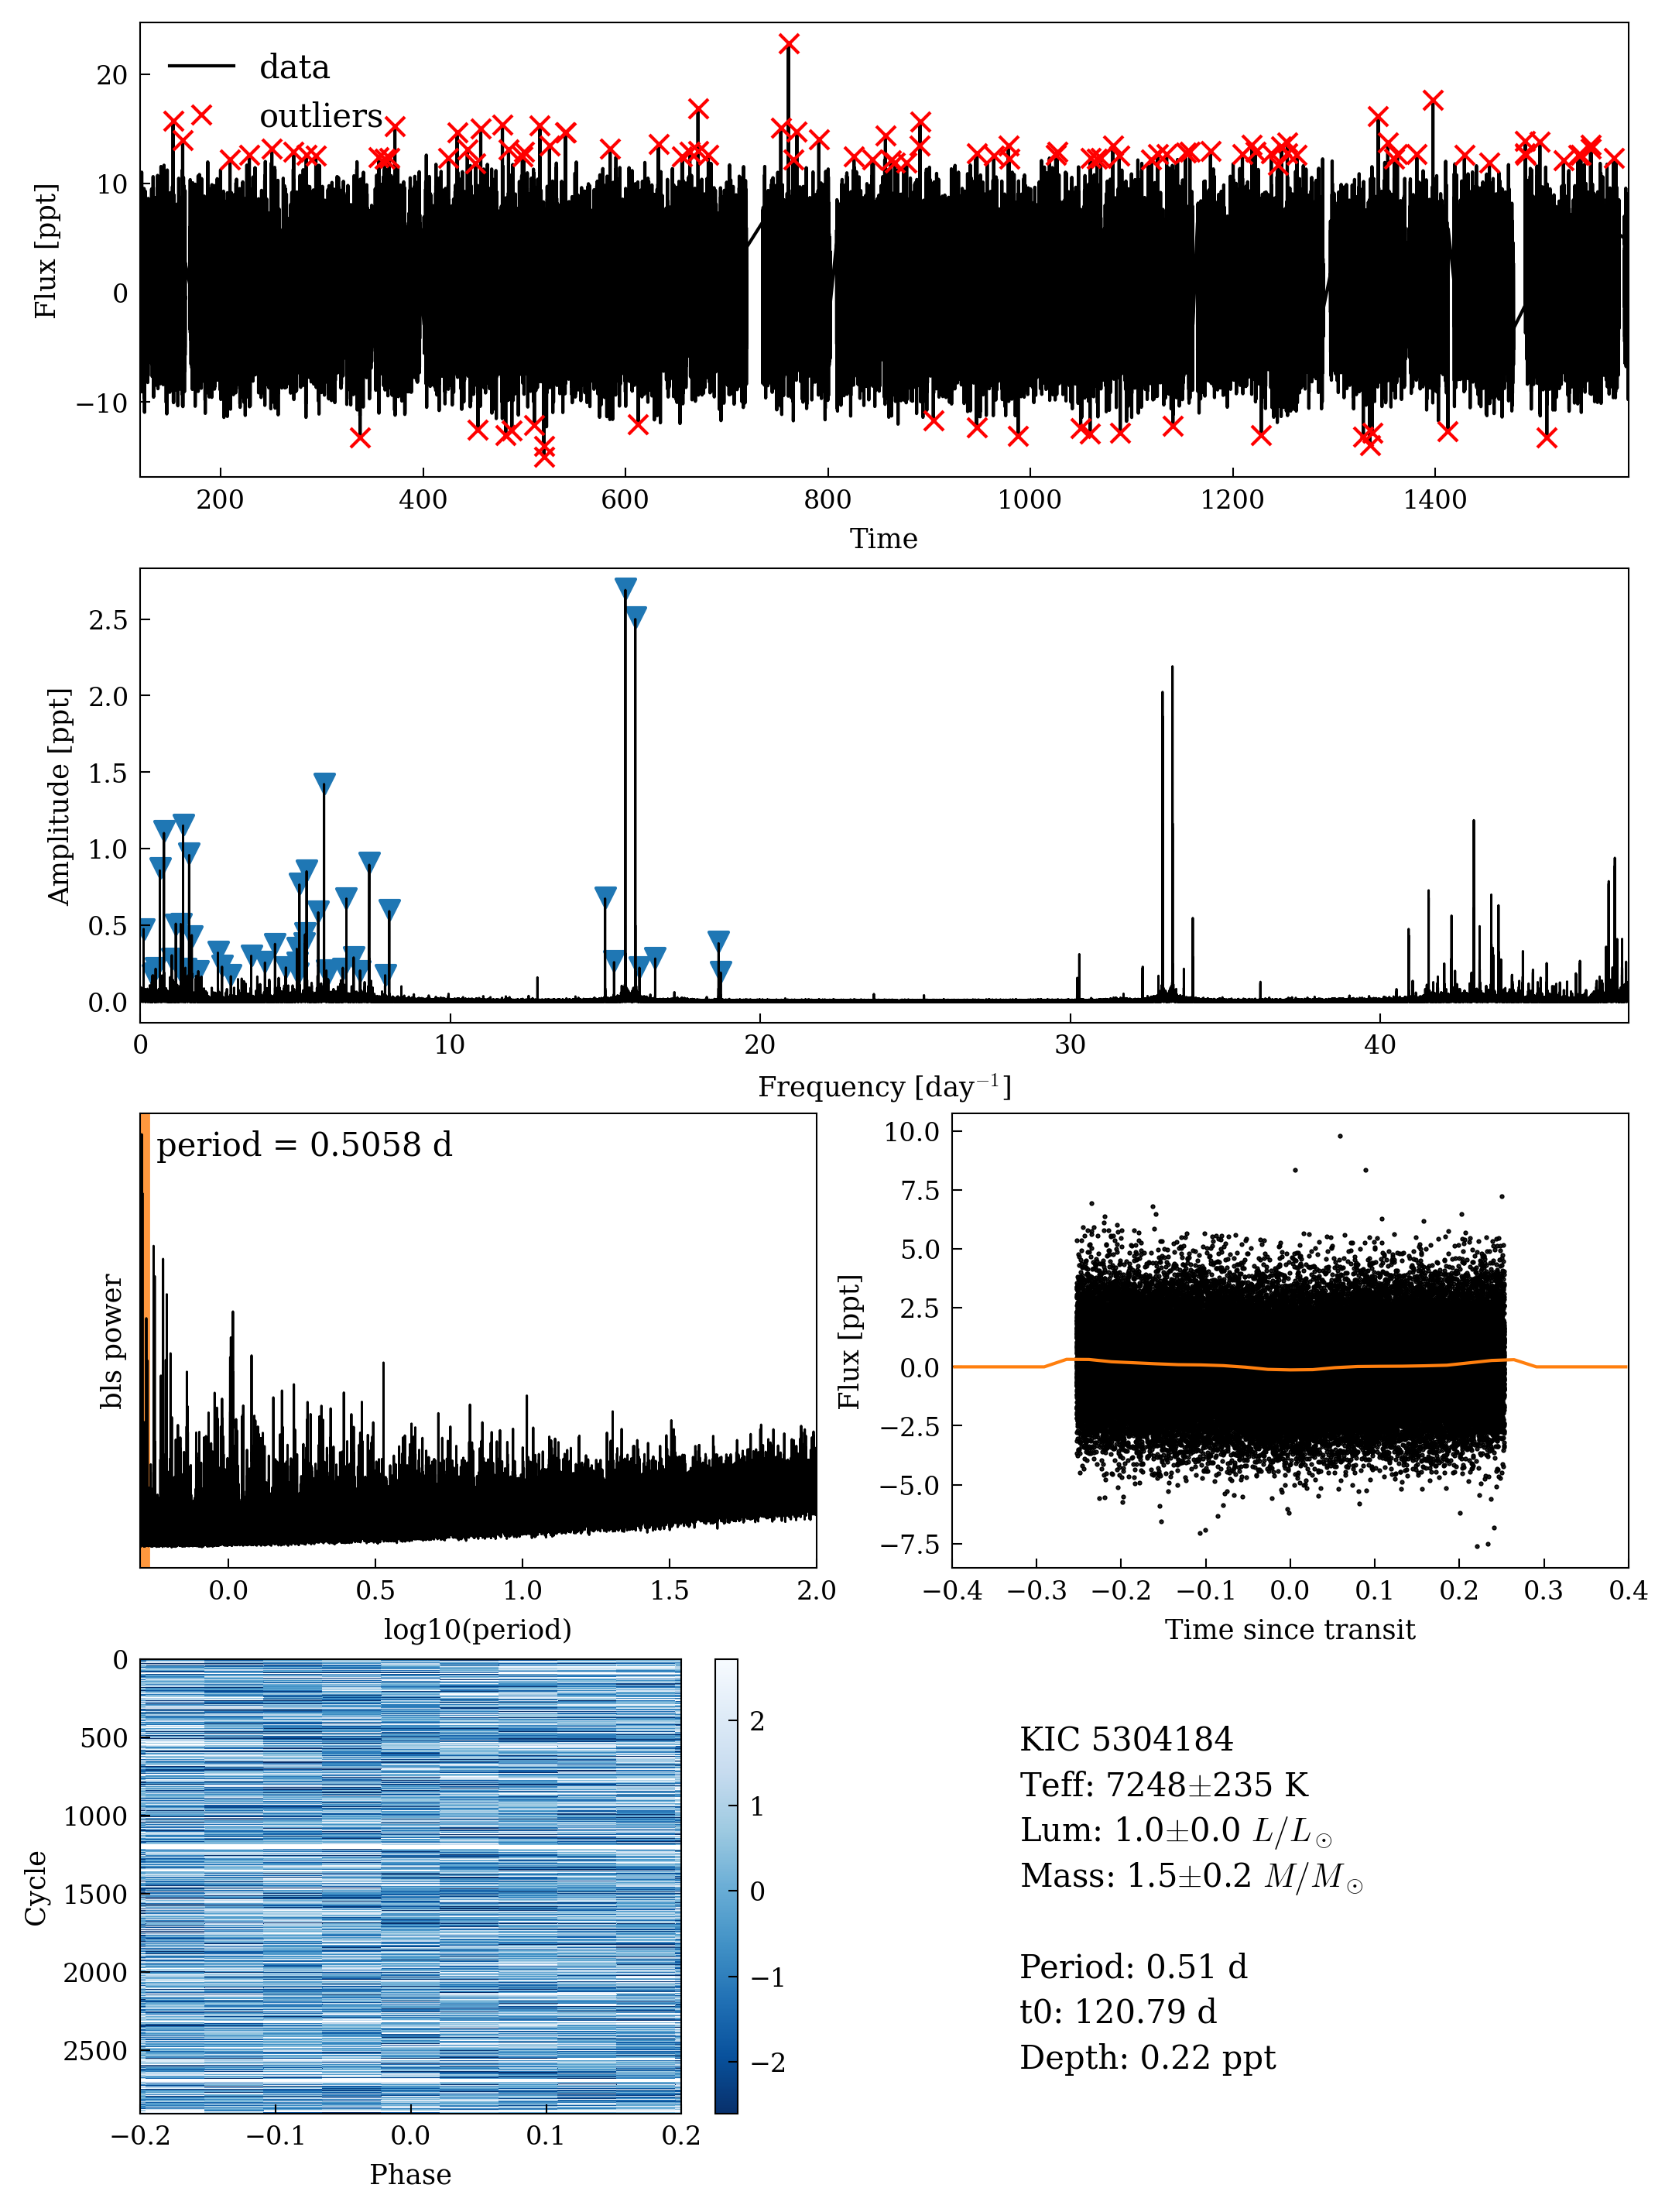 data
outliers
20
10
0
−10
Flux [ppt]
200 400 600 800 1000 1200 1400
Time
2.5
2.0
1.5
1.0
0.5
0.0
Amplitude [ppt]
0 10 20 30 40
Frequency [day⁻¹]
period = 0.5058 d
bls power
0.0 0.5 1.0 1.5 2.0
log10(period)
10.0
7.5
5.0
2.5
0.0
−2.5
−5.0
−7.5
Flux [ppt]
−0.4 −0.3 −0.2 −0.1 0.0 0.1 0.2 0.3 0.4
Time since transit
0
500
1000
1500
2000
2500
Cycle
−0.2 −0.1 0.0 0.1 0.2
Phase
2
1
0
−1
−2
KIC 5304184
Teff: 7248±235 K
Lum: 1.0±0.0 L/L⊙
Mass: 1.5±0.2 M/M⊙
Period: 0.51 d
t0: 120.79 d
Depth: 0.22 ppt